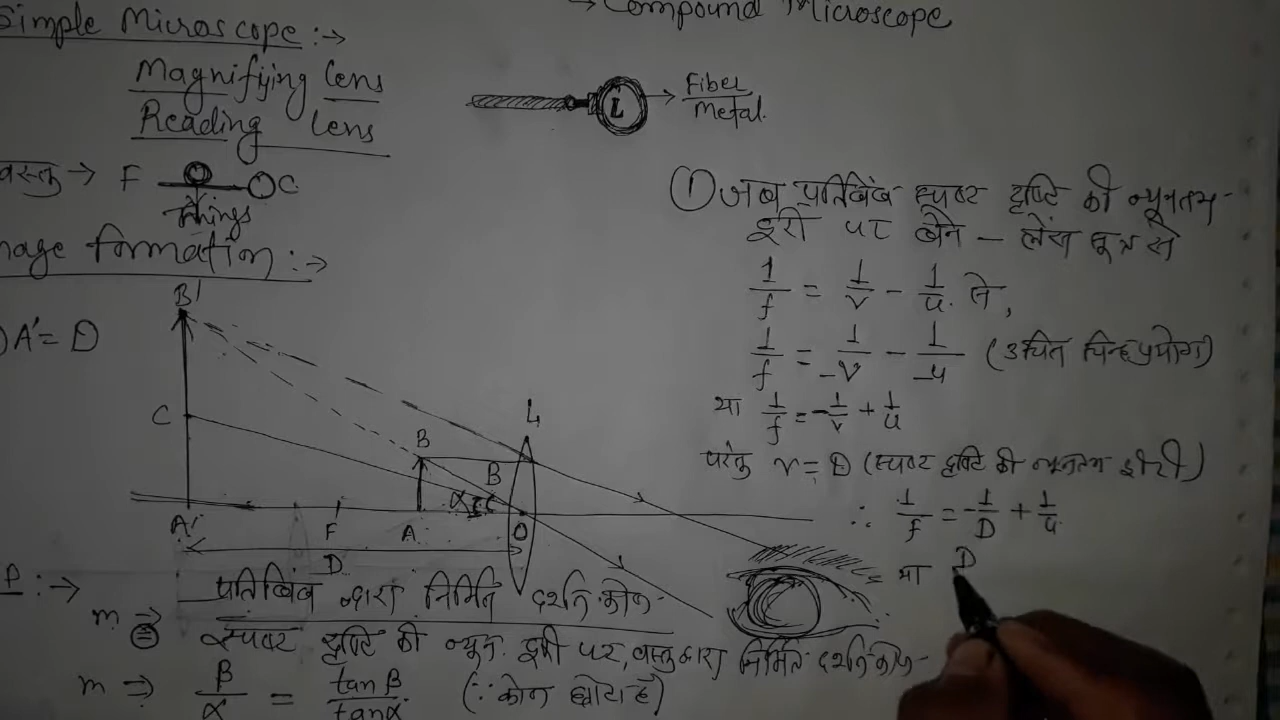 Simple Microscope :→
→ Compound Microscope
Magnifying lens
Reading lens
L → Fiber
Metal.
वस्तु → F C
Things
mage formation :→
A' = D
B'
C
A'
F
D
B
A
B
α
L
O
① जब प्रतिबिंब स्पष्ट दृष्टि की न्यूनतम-
दूरी पर बने – लेंस सूत्र से
1/f = 1/v - 1/u से,
1/f = 1/-v - 1/-u (उचित चिन्ह प्रयोग)
या 1/f = -1/v + 1/u
परंतु v = D (स्पष्ट दृष्टि की न्यूनतम दूरी)
∴ 1/f = -1/D + 1/u
या D
P :→
m ⇒ प्रतिबिंब द्वारा निर्मित दर्शन कोण-
स्पष्ट दृष्टि की न्यून. दूरी पर, वस्तु द्वारा निर्मित दर्शन कोण-
m ⇒ β/α = tanβ/tanα (∵ कोण छोटा है)